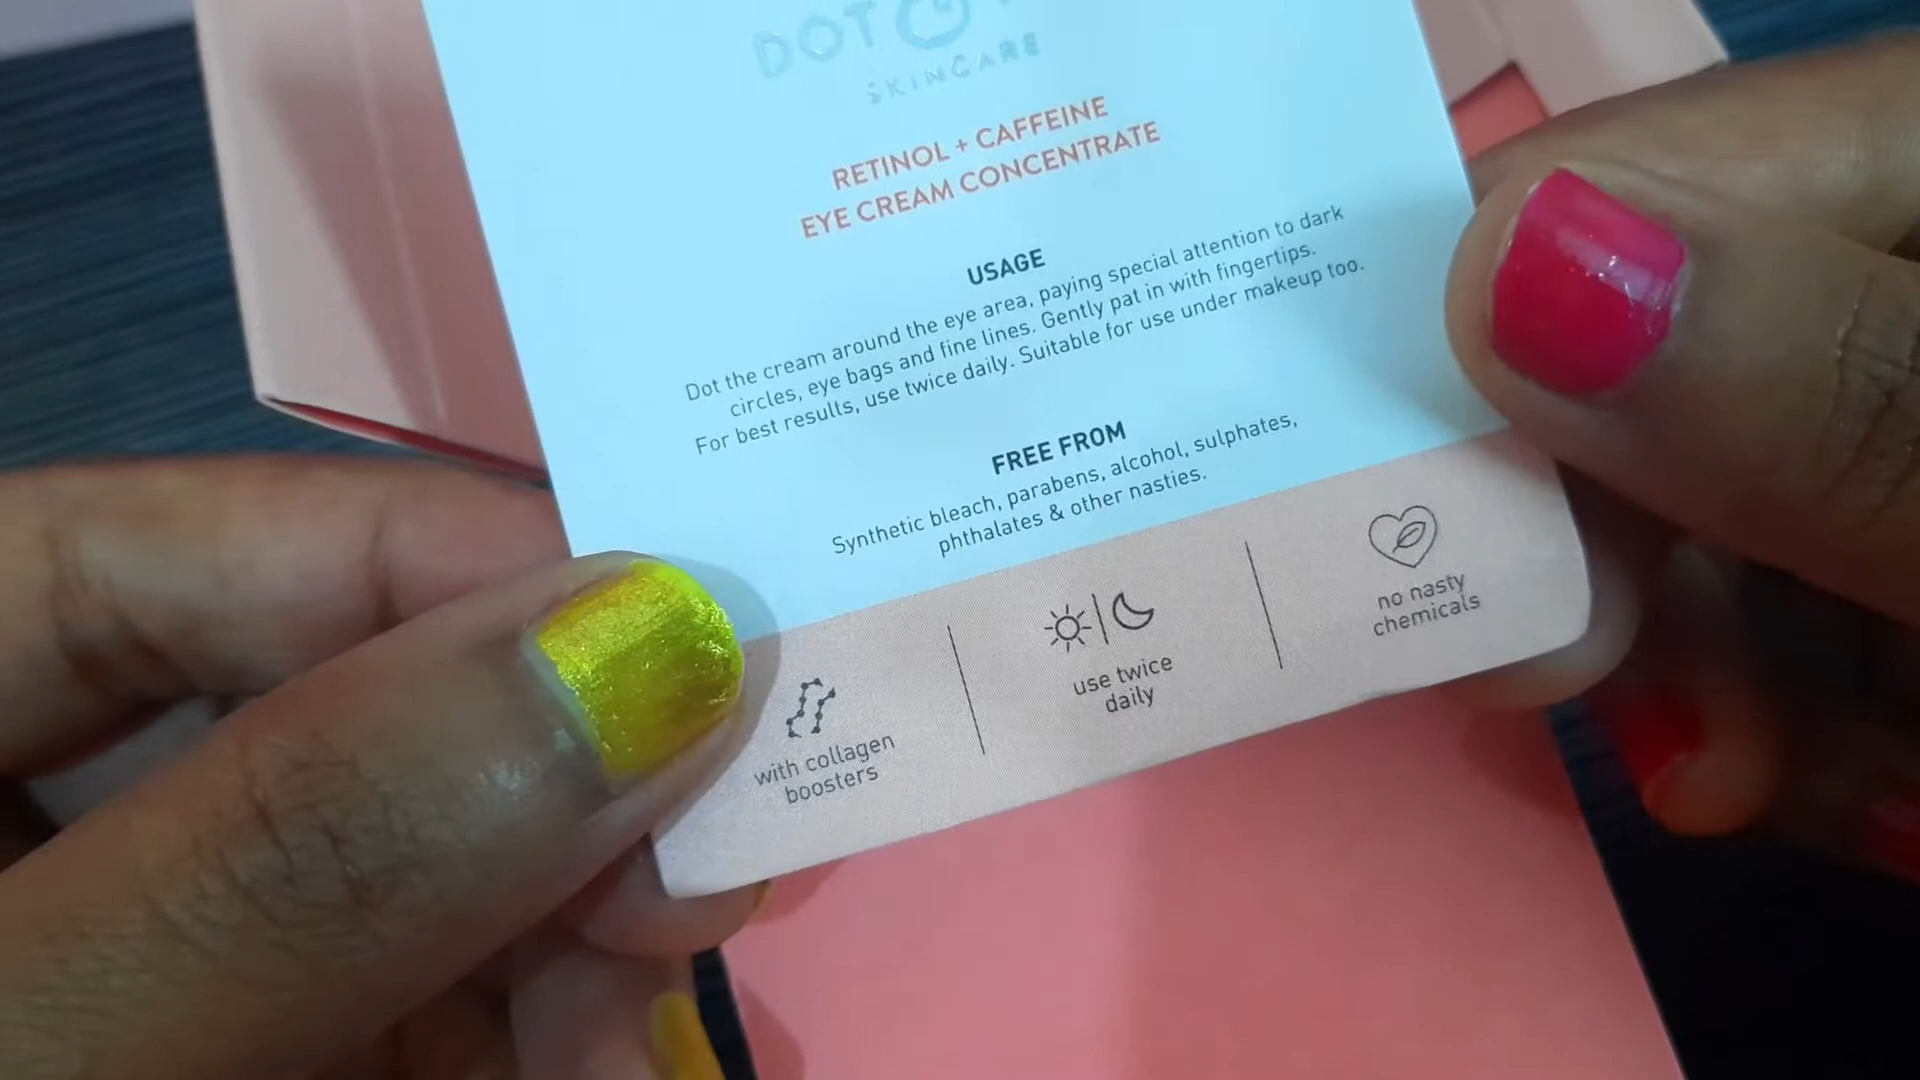 DOT
SKINCARE
RETINOL + CAFFEINE
EYE CREAM CONCENTRATE
USAGE
Dot the cream around the eye area, paying special attention to dark
circles, eye bags and fine lines. Gently pat in with fingertips.
For best results, use twice daily. Suitable for use under makeup too.
FREE FROM
Synthetic bleach, parabens, alcohol, sulphates,
phthalates & other nasties.
with collagen
boosters
use twice
daily
no nasty
chemicals